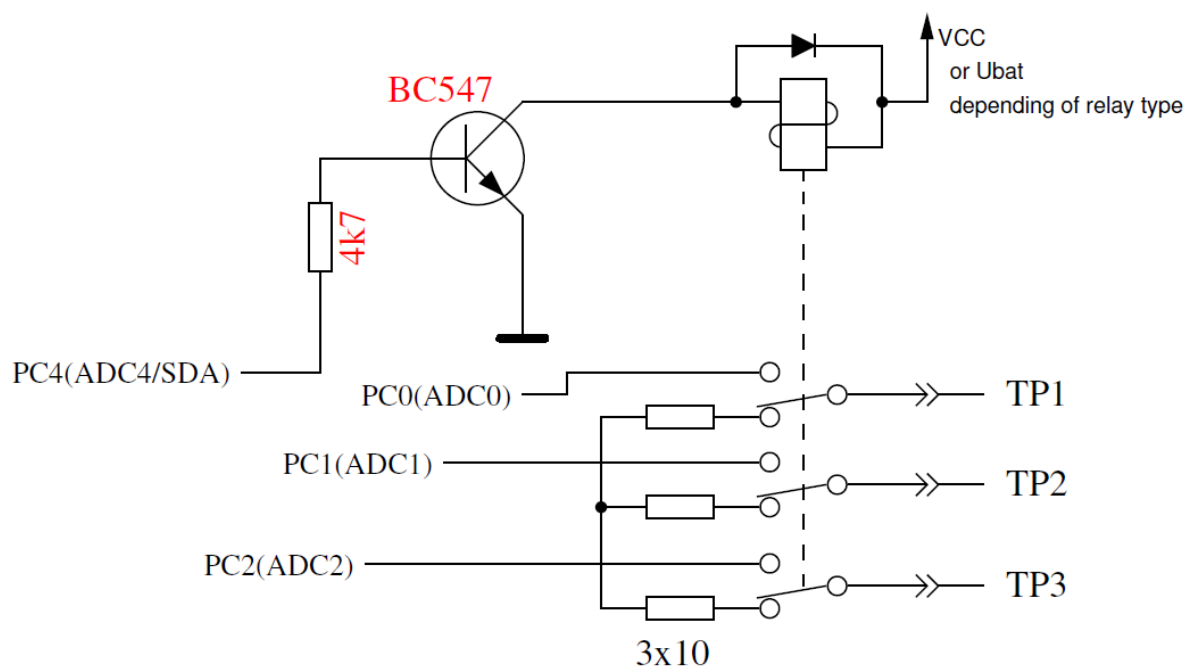 VCC
or Ubat
depending of relay type
BC547
4k7
PC4(ADC4/SDA)
PC0(ADC0)
TP1
PC1(ADC1)
TP2
PC2(ADC2)
TP3
3x10